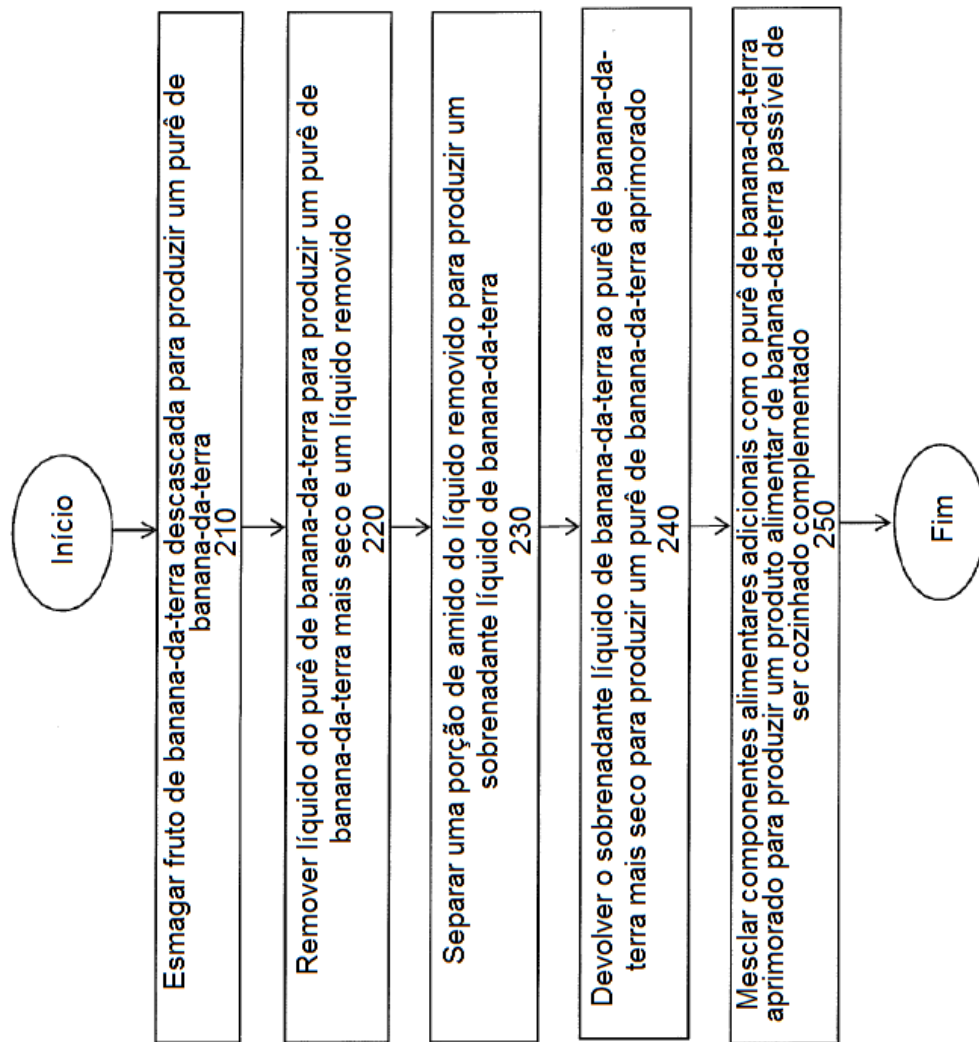 Início
Esmagar fruto de banana-da-terra descascada para produzir um purê de
banana-da-terra
210
Remover líquido do purê de banana-da-terra para produzir um purê de
banana-da-terra mais seco e um líquido removido
220
Separar uma porção de amido do líquido removido para produzir um
sobrenadante líquido de banana-da-terra
230
Devolver o sobrenadante líquido de banana-da-terra ao purê de banana-da-
terra mais seco para produzir um purê de banana-da-terra aprimorado
240
Mesclar componentes alimentares adicionais com o purê de banana-da-terra
aprimorado para produzir um produto alimentar de banana-da-terra passível de
ser cozinhado complementado
250
Fim